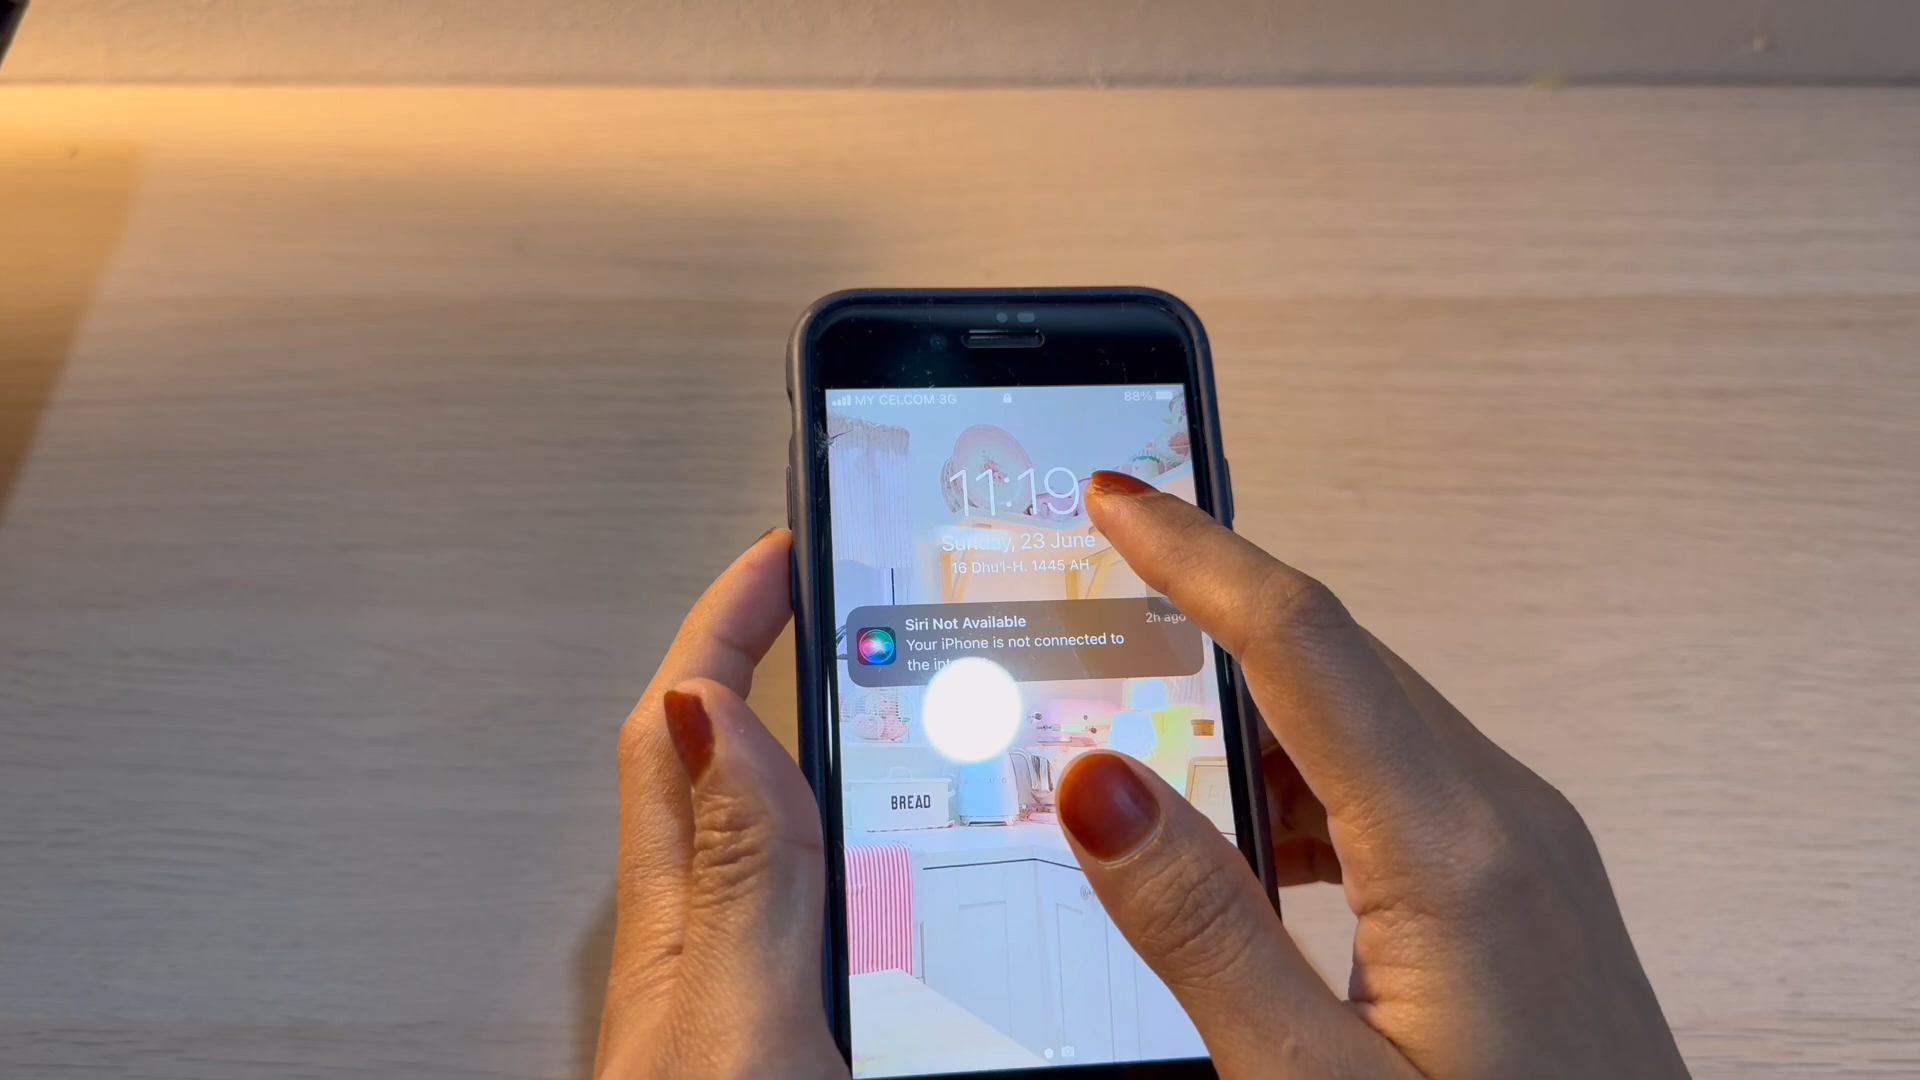 MY CELCOM 3G
88%
11:19
Sunday, 23 June
16 Dhu'l-H. 1445 AH
Siri Not Available
2h ago
Your iPhone is not connected to
the
BREAD